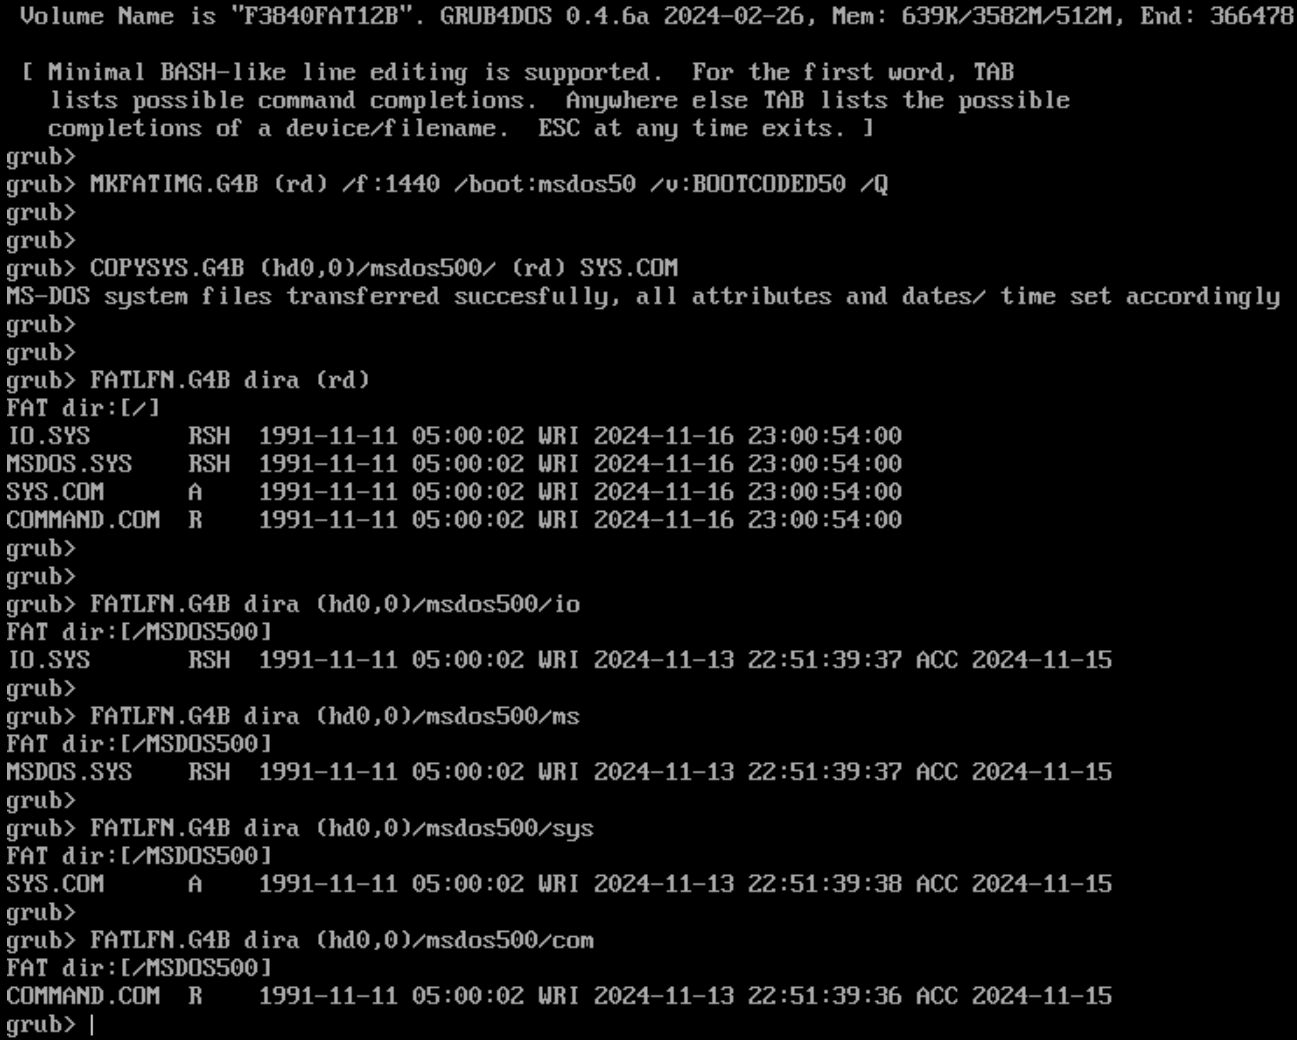 Volume Name is "F3840FAT12B". GRUB4DOS 0.4.6a 2024-02-26, Mem: 639K/3582M/512M, End: 366478
[ Minimal BASH-like line editing is supported.  For the first word, TAB
lists possible command completions.  Anywhere else TAB lists the possible
completions of a device/filename.  ESC at any time exits. ]
grub>
grub> MKFATIMG.G4B (rd) /f:1440 /boot:msdos50 /v:BOOTCODED50 /Q
grub>
grub>
grub> COPYSYS.G4B (hd0,0)/msdos500/ (rd) SYS.COM
MS-DOS system files transferred succesfully, all attributes and dates/ time set accordingly
grub>
grub>
grub> FATLFN.G4B dira (rd)
FAT dir:[/]
IO.SYS       RSH  1991-11-11 05:00:02 WRI 2024-11-16 23:00:54:00
MSDOS.SYS    RSH  1991-11-11 05:00:02 WRI 2024-11-16 23:00:54:00
SYS.COM      A    1991-11-11 05:00:02 WRI 2024-11-16 23:00:54:00
COMMAND.COM  R    1991-11-11 05:00:02 WRI 2024-11-16 23:00:54:00
grub>
grub>
grub> FATLFN.G4B dira (hd0,0)/msdos500/io
FAT dir:[/MSDOS500]
IO.SYS       RSH  1991-11-11 05:00:02 WRI 2024-11-13 22:51:39:37 ACC 2024-11-15
grub>
grub> FATLFN.G4B dira (hd0,0)/msdos500/ms
FAT dir:[/MSDOS500]
MSDOS.SYS    RSH  1991-11-11 05:00:02 WRI 2024-11-13 22:51:39:37 ACC 2024-11-15
grub>
grub> FATLFN.G4B dira (hd0,0)/msdos500/sys
FAT dir:[/MSDOS500]
SYS.COM      A    1991-11-11 05:00:02 WRI 2024-11-13 22:51:39:38 ACC 2024-11-15
grub>
grub> FATLFN.G4B dira (hd0,0)/msdos500/com
FAT dir:[/MSDOS500]
COMMAND.COM  R    1991-11-11 05:00:02 WRI 2024-11-13 22:51:39:36 ACC 2024-11-15
grub>